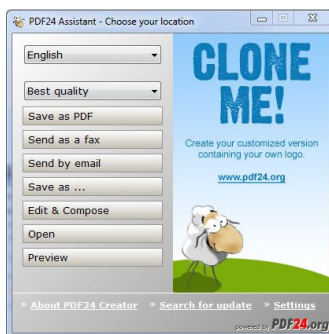 PDF24 Assistant - Choose your location
English
Best quality
Save as PDF
Send as a fax
Send by email
Save as ...
Edit & Compose
Open
Preview
CLONE
ME!
Create your customized version
containing your own logo.
www.pdf24.org
» About PDF24 Creator » Search for update » Settings
powered by PDF24.org